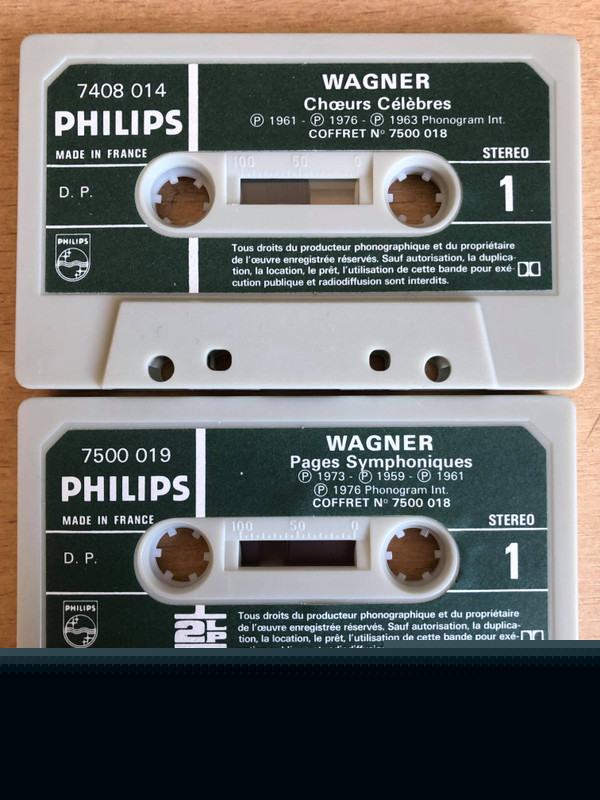 7408 014
PHILIPS
MADE IN FRANCE
D. P.
PHILIPS
WAGNER
Chœurs Célèbres
Ⓟ 1961 - Ⓟ 1976 - Ⓟ 1963 Phonogram Int.
COFFRET Nº 7500 018
STEREO
100 50 0
1
Tous droits du producteur phonographique et du propriétaire
de l'œuvre enregistrée réservés. Sauf autorisation, la duplica-
tion, la location, le prêt, l'utilisation de cette bande pour exé-
cution publique et radiodiffusion sont interdits.
7500 019
PHILIPS
MADE IN FRANCE
D. P.
PHILIPS
WAGNER
Pages Symphoniques
Ⓟ 1973 - Ⓟ 1959 - Ⓟ 1961
Ⓟ 1976 Phonogram Int.
COFFRET Nº 7500 018
STEREO
100 50 0
1
2LP
Tous droits du producteur phonographique et du propriétaire
de l'œuvre enregistrée réservés. Sauf autorisation, la duplica-
tion, la location, le prêt, l'utilisation de cette bande pour exé-